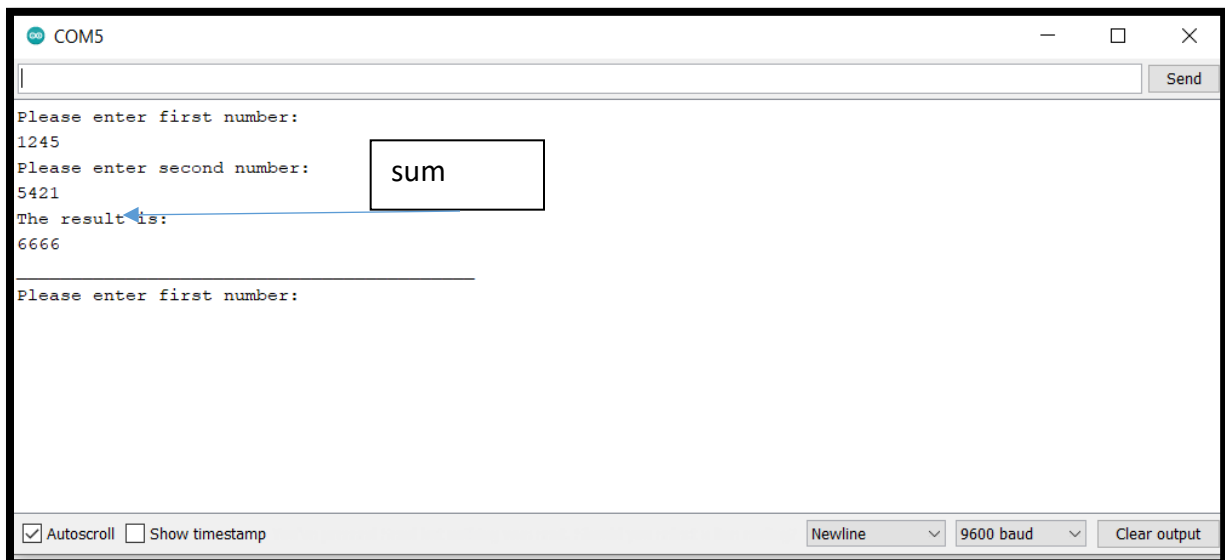 COM5
Send
Please enter first number:
1245
Please enter second number:
sum
5421
The result is:
6666
Please enter first number:
Autoscroll Show timestamp Newline 9600 baud Clear output